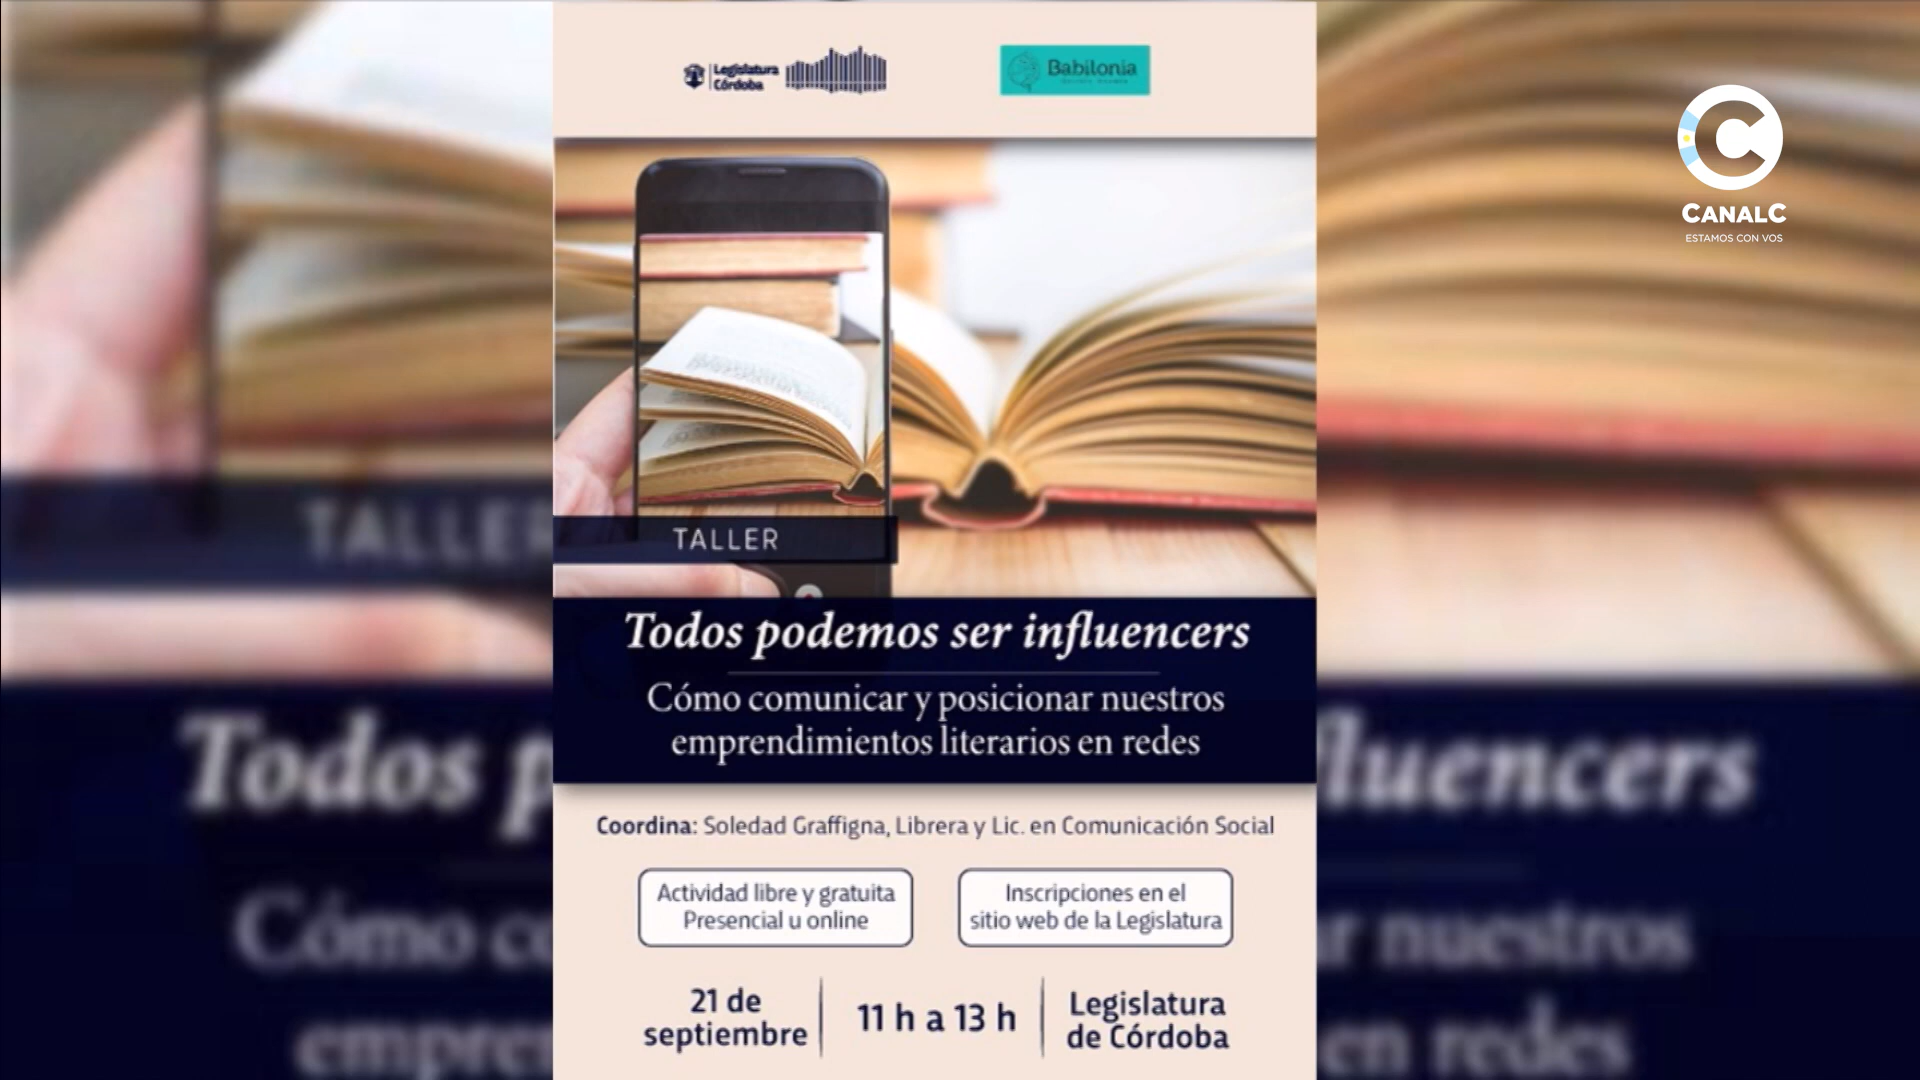 Legislatura
Córdoba
Babilonia
CANALC
ESTAMOS CON VOS
TALLER
Todos podemos ser influencers
Cómo comunicar y posicionar nuestros
emprendimientos literarios en redes
Coordina: Soledad Graffigna, Librera y Lic. en Comunicación Social
Actividad libre y gratuita
Presencial u online
Inscripciones en el
sitio web de la Legislatura
21 de
septiembre
11 h a 13 h
Legislatura
de Córdoba